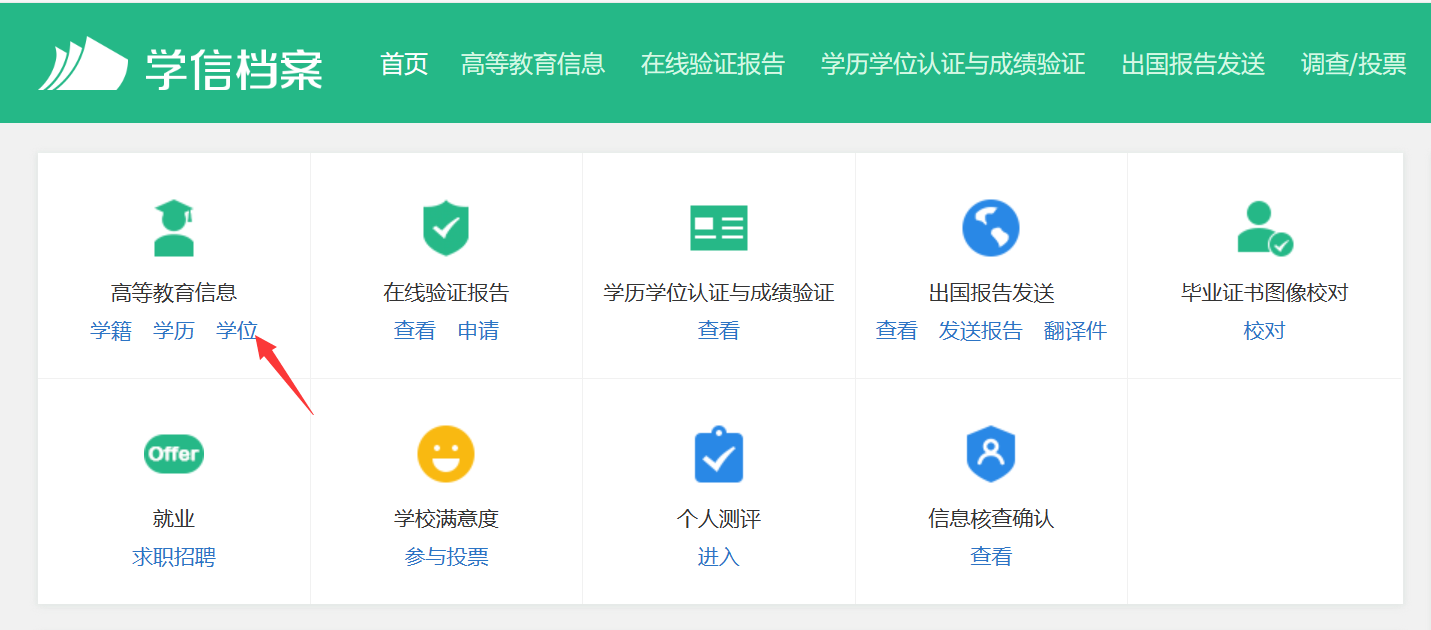 学信档案 首页 高等教育信息 在线验证报告 学历学位认证与成绩验证 出国报告发送 调查/投票
高等教育信息 在线验证报告 学历学位认证与成绩验证 出国报告发送 毕业证书图像校对
学籍 学历 学位 查看 申请 查看 查看 发送报告 翻译件 校对
Offer
就业 学校满意度 个人测评 信息核查确认
求职招聘 参与投票 进入 查看